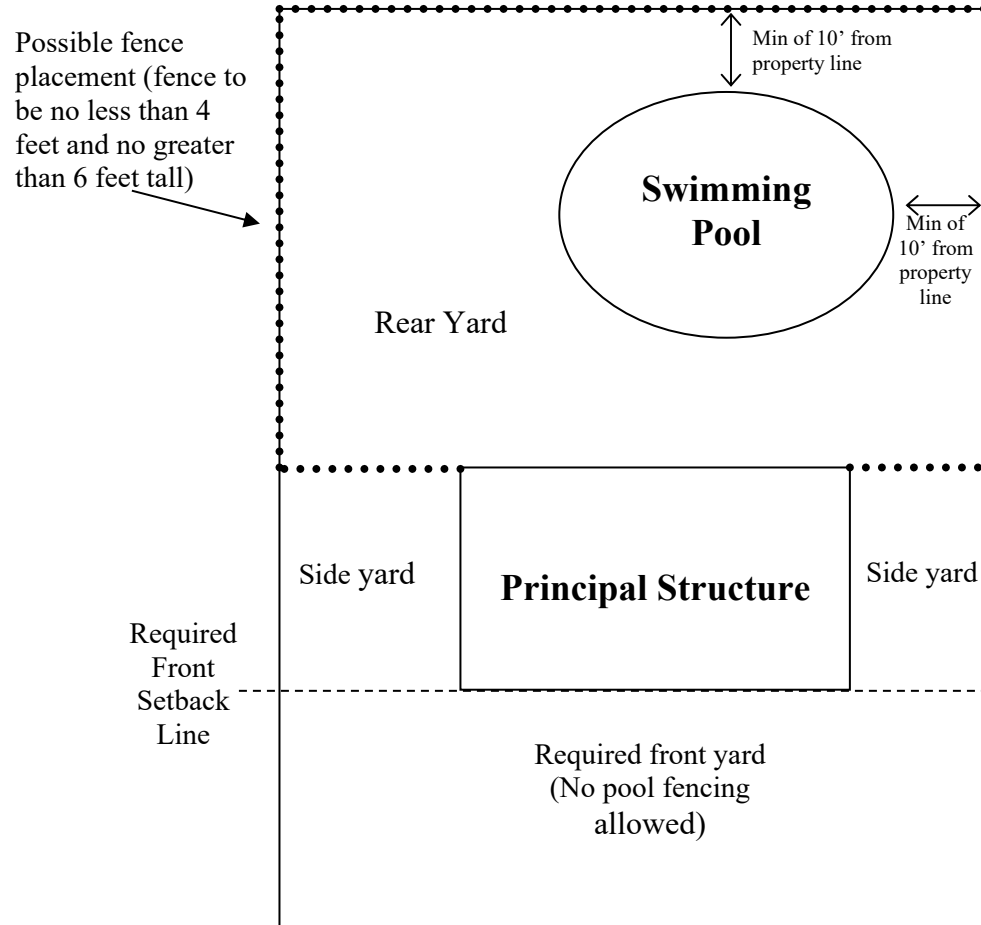 Possible fence
placement (fence to
be no less than 4
feet and no greater
than 6 feet tall)
Min of 10’ from
property line
Swimming
Pool
Min of
10’ from
property
line
Rear Yard
Side yard
Principal Structure
Side yard
Required
Front
Setback
Line
Required front yard
(No pool fencing
allowed)